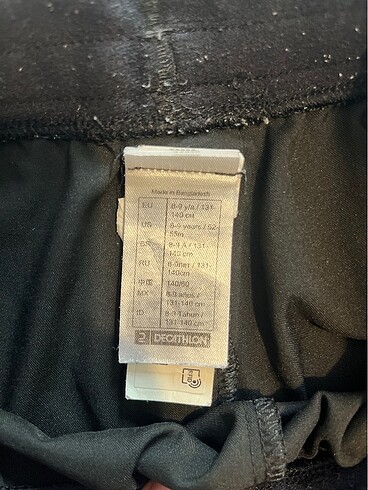 Made in Bangladesh
EU 8-9 y/a / 131-
140 cm
US 8-9 years / 52-
55in
BR 8-9 A / 131-
140 cm
RU 8-9лет / 131-
140cm
中国 140/60
MX 8-9 años /
131-140 cm
ID 8-9 Tahun /
131-140 cm
DECATHLON